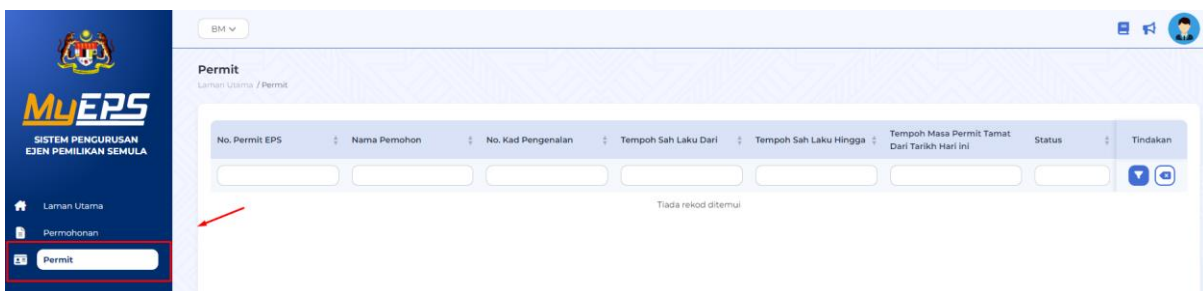 BM
Permit
Laman Utama / Permit
MyEPS
SISTEM PENGURUSAN
EJEN PEMILIKAN SEMULA
Laman Utama
Permohonan
Permit
No. Permit EPS
Nama Pemohon
No. Kad Pengenalan
Tempoh Sah Laku Dari
Tempoh Sah Laku Hingga
Tempoh Masa Permit Tamat
Dari Tarikh Hari ini
Status
Tindakan
Tiada rekod ditemui